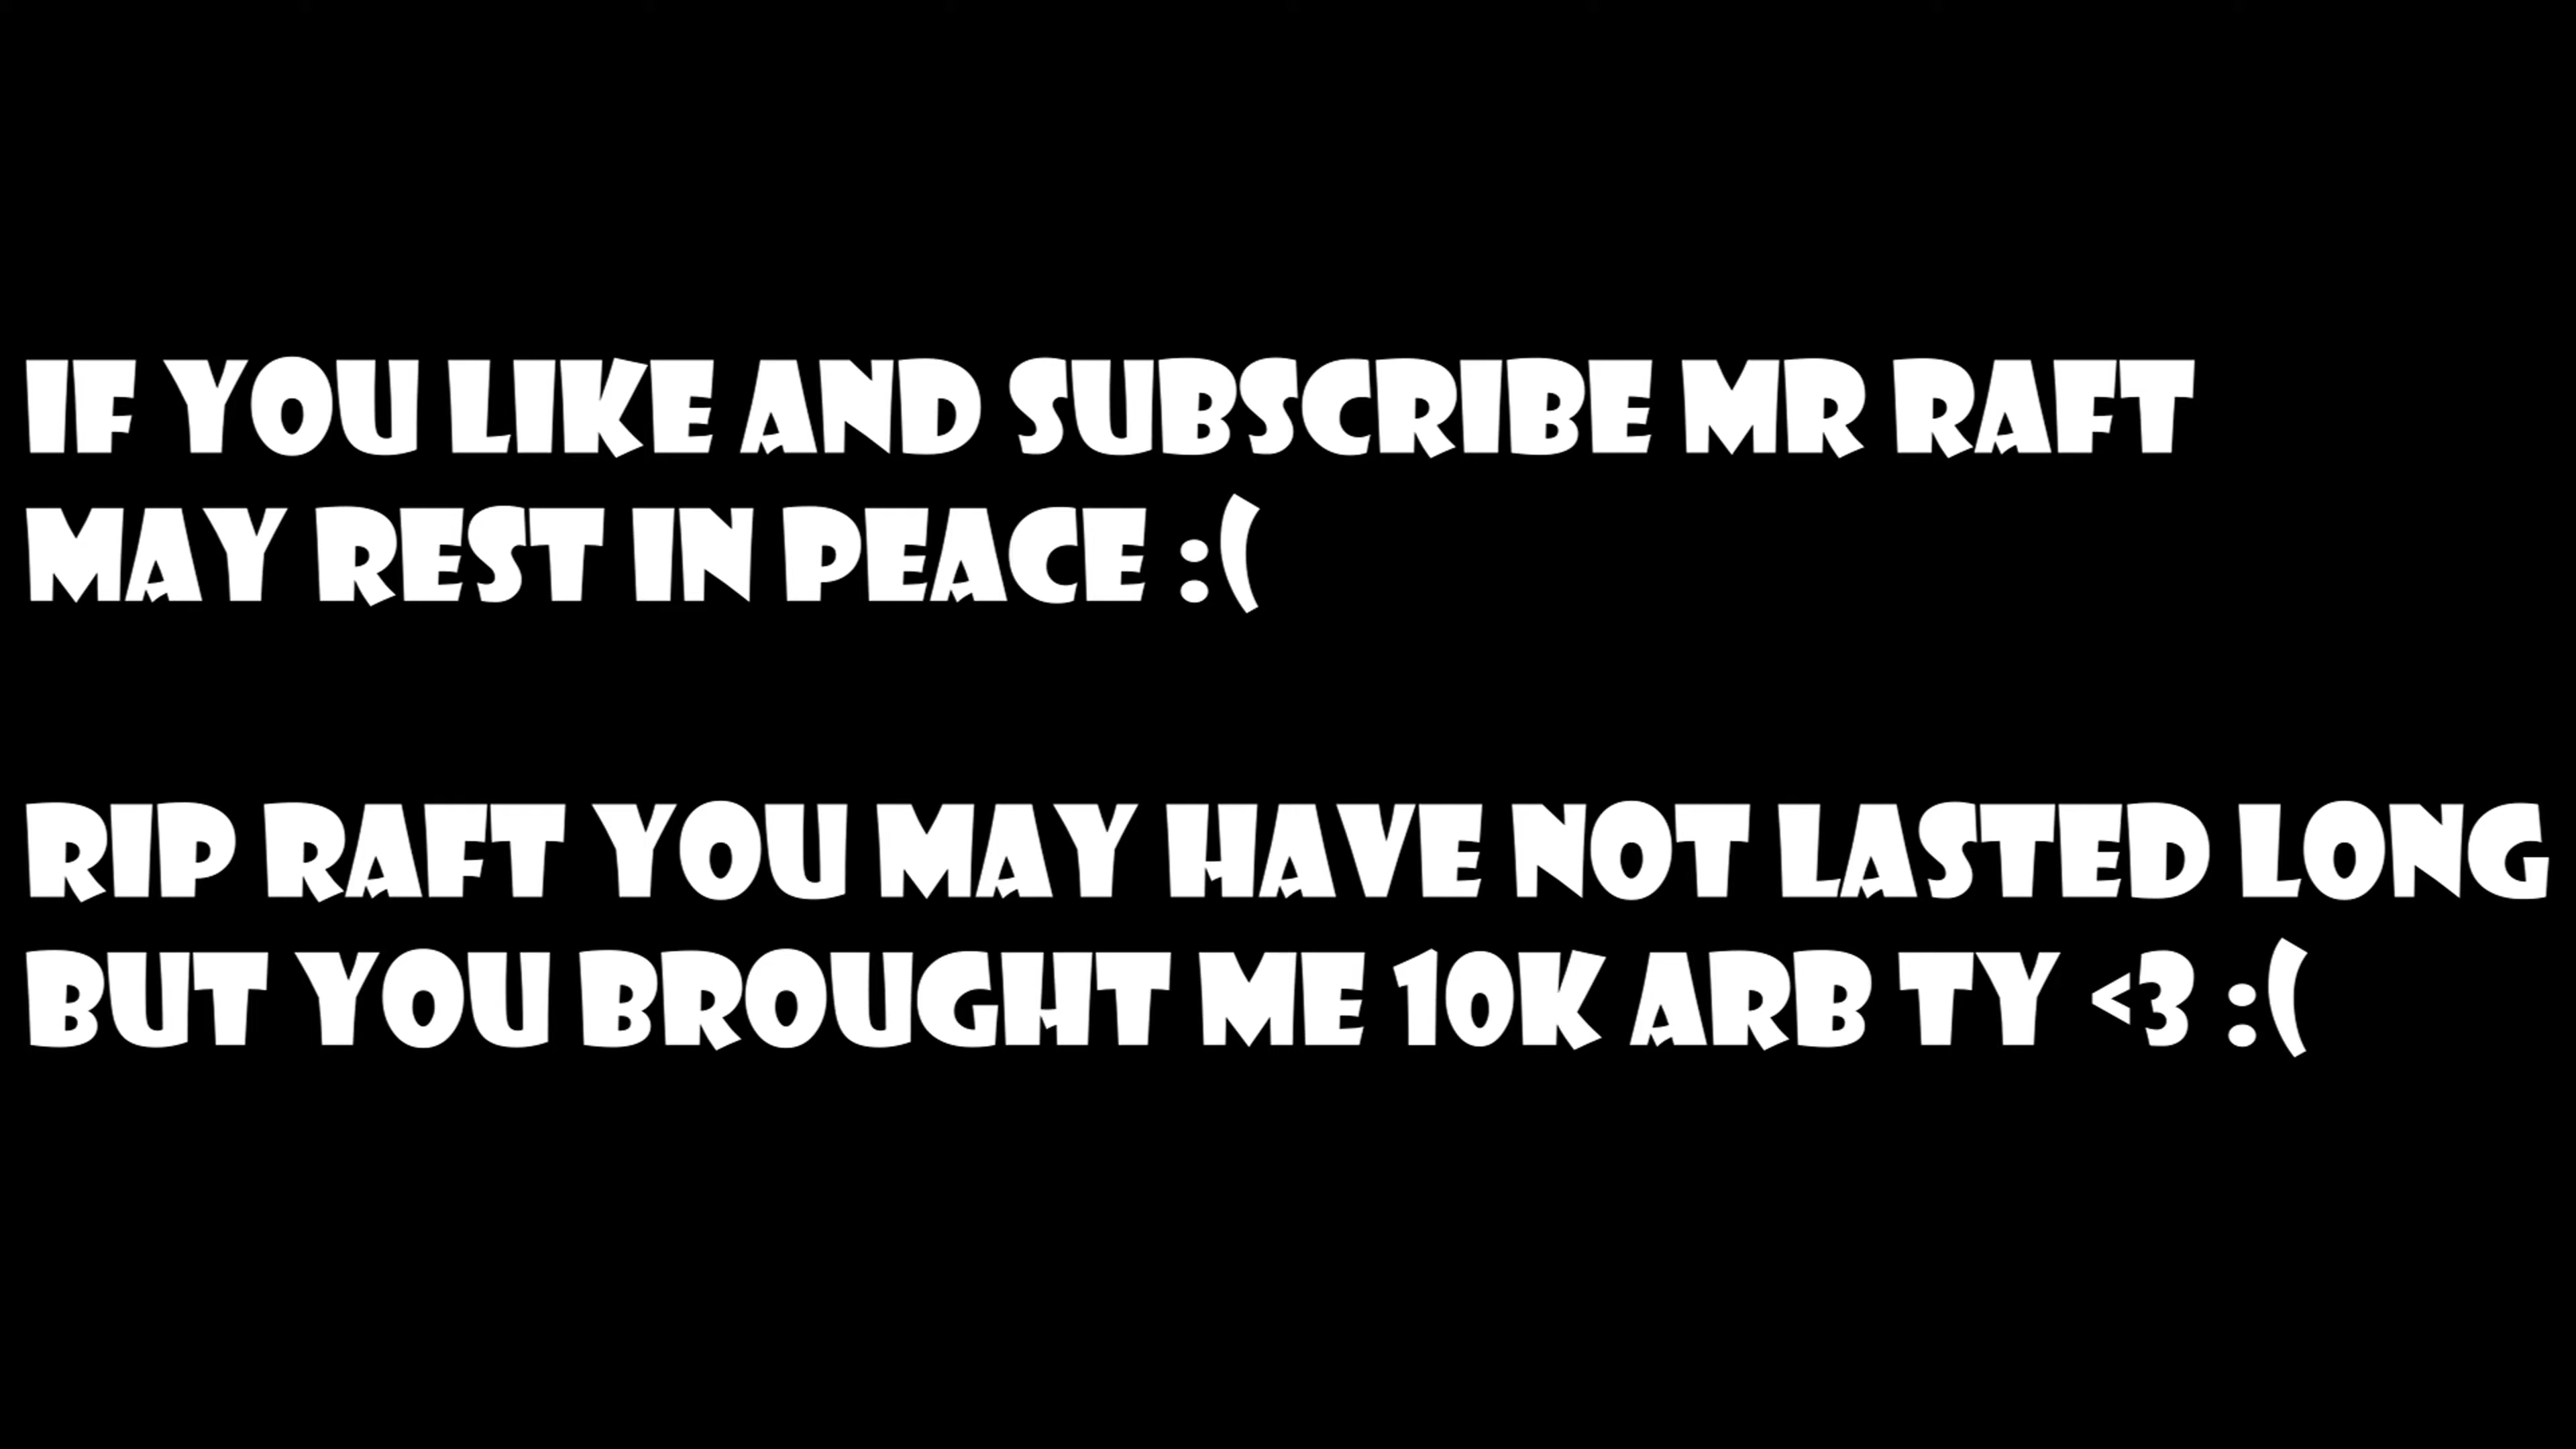 IF YOU LIKE AND SUBSCRIBE MR RAFT
MAY REST IN PEACE :(
RIP RAFT YOU MAY HAVE NOT LASTED LONG
BUT YOU BROUGHT ME 10K ARB TY <3 :(